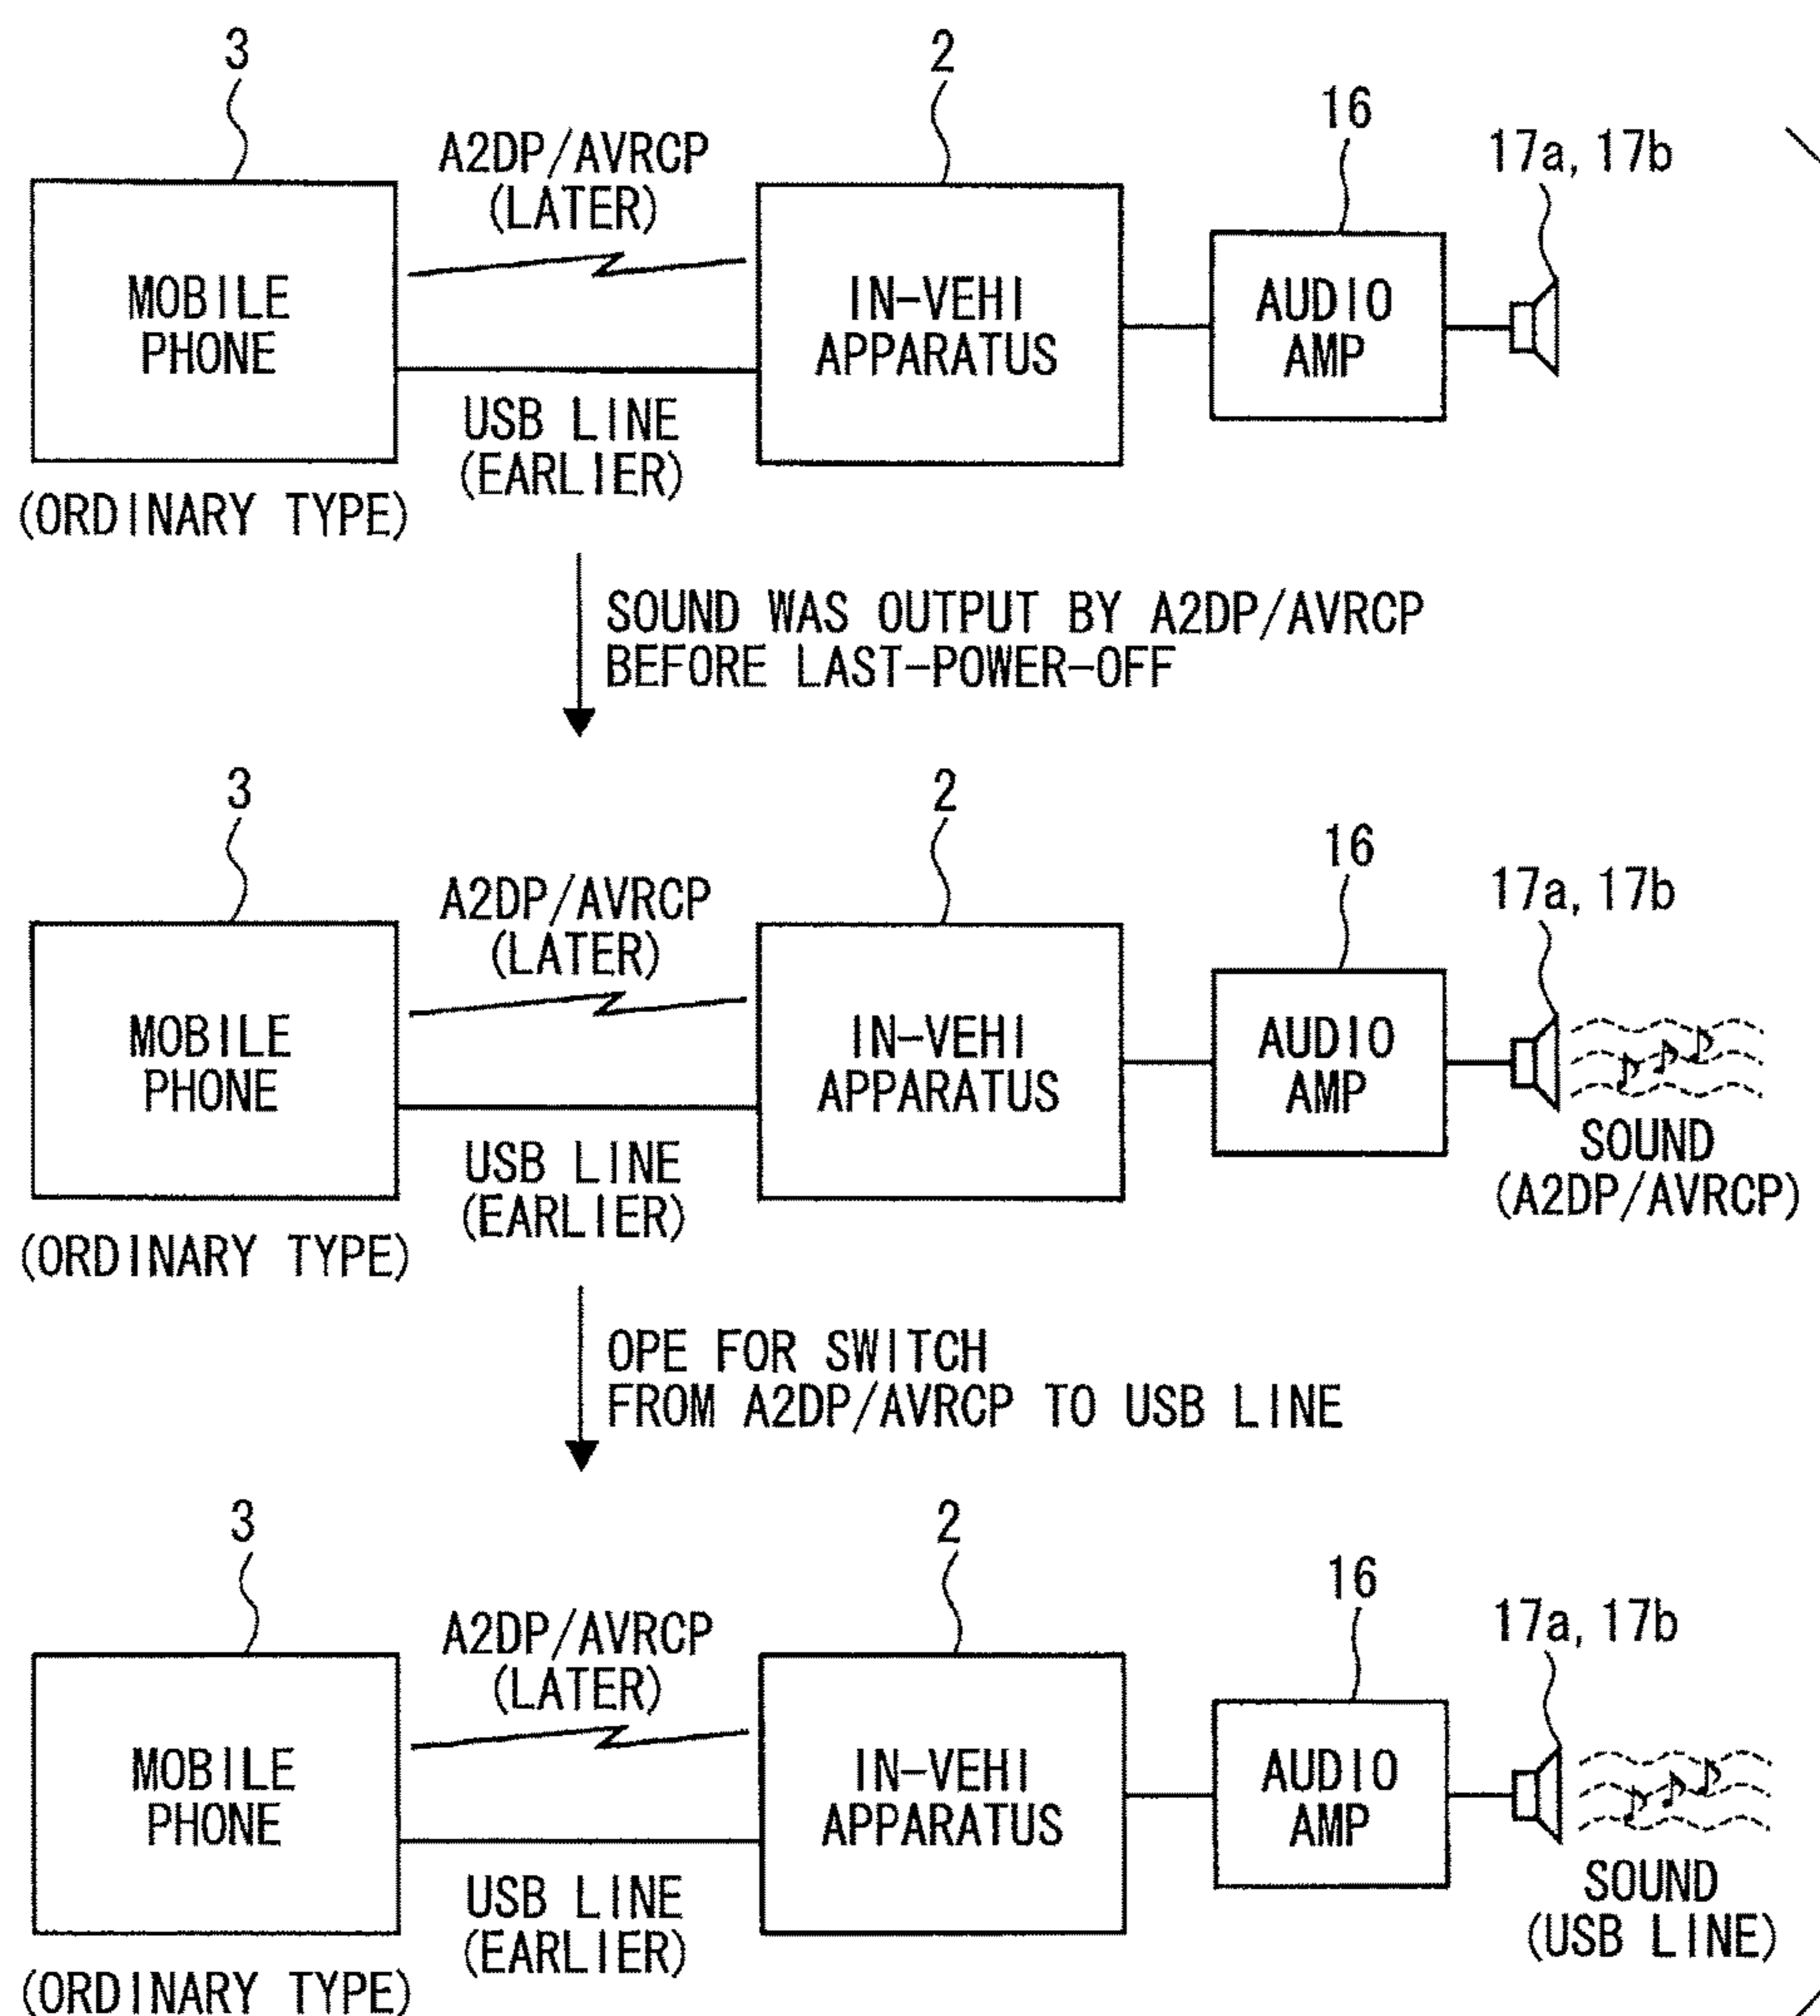 3
2
16
17a, 17b
A2DP/AVRCP
(LATER)
MOBILE
PHONE
IN-VEHI
APPARATUS
AUDIO
AMP
USB LINE
(EARLIER)
(ORDINARY TYPE)
SOUND WAS OUTPUT BY A2DP/AVRCP
BEFORE LAST-POWER-OFF
3
2
16
17a, 17b
A2DP/AVRCP
(LATER)
MOBILE
PHONE
IN-VEHI
APPARATUS
AUDIO
AMP
SOUND
(A2DP/AVRCP)
USB LINE
(EARLIER)
(ORDINARY TYPE)
OPE FOR SWITCH
FROM A2DP/AVRCP TO USB LINE
3
2
16
17a, 17b
A2DP/AVRCP
(LATER)
MOBILE
PHONE
IN-VEHI
APPARATUS
AUDIO
AMP
SOUND
(USB LINE)
USB LINE
(EARLIER)
(ORDINARY TYPE)